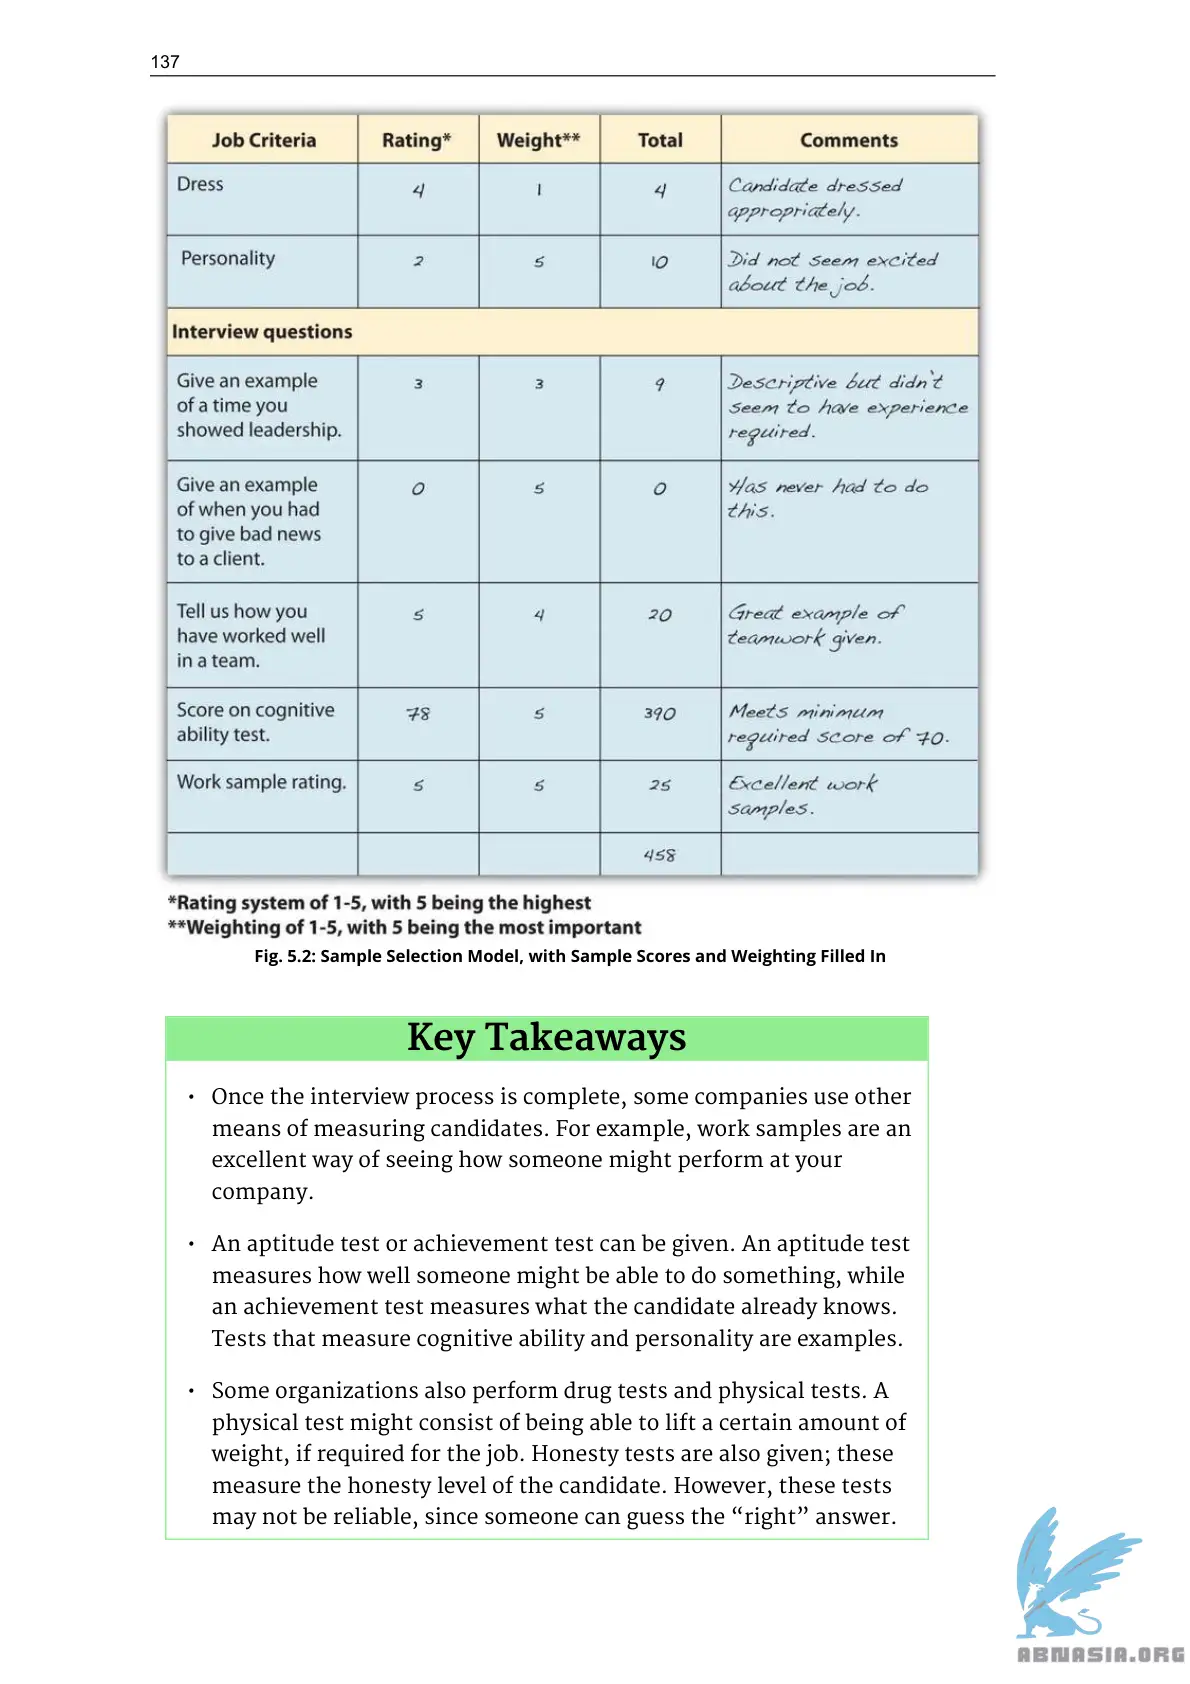 137
Job Criteria Rating* Weight** Total Comments
Dress 4 1 4 Candidate dressed
appropriately.
Personality 2 5 10 Did not seem excited
about the job.
Interview questions
Give an example 3 3 9 Descriptive but didn't
of a time you seem to have experience
showed leadership. required.
Give an example 0 5 0 Has never had to do
of when you had this.
to give bad news
to a client.
Tell us how you 5 4 20 Great example of
have worked well teamwork given.
in a team.
Score on cognitive 78 5 390 Meets minimum
ability test. required score of 70.
Work sample rating. 5 5 25 Excellent work
samples.
458
*Rating system of 1-5, with 5 being the highest
**Weighting of 1-5, with 5 being the most important
Fig. 5.2: Sample Selection Model, with Sample Scores and Weighting Filled In
Key Takeaways
• Once the interview process is complete, some companies use other
means of measuring candidates. For example, work samples are an
excellent way of seeing how someone might perform at your
company.
• An aptitude test or achievement test can be given. An aptitude test
measures how well someone might be able to do something, while
an achievement test measures what the candidate already knows.
Tests that measure cognitive ability and personality are examples.
• Some organizations also perform drug tests and physical tests. A
physical test might consist of being able to lift a certain amount of
weight, if required for the job. Honesty tests are also given; these
measure the honesty level of the candidate. However, these tests
may not be reliable, since someone can guess the “right” answer.
ABNASIA.ORG